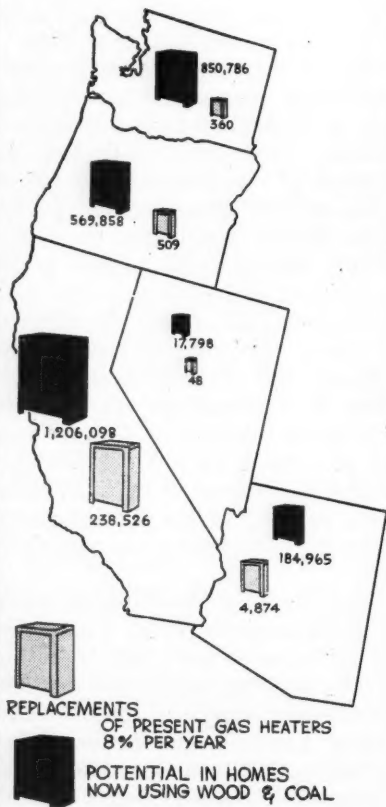 850,786
360
569,858
509
17,798
48
1,206,098
238,526
184,965
4,874
REPLACEMENTS
OF PRESENT GAS HEATERS
8% PER YEAR
POTENTIAL IN HOMES
NOW USING WOOD & COAL